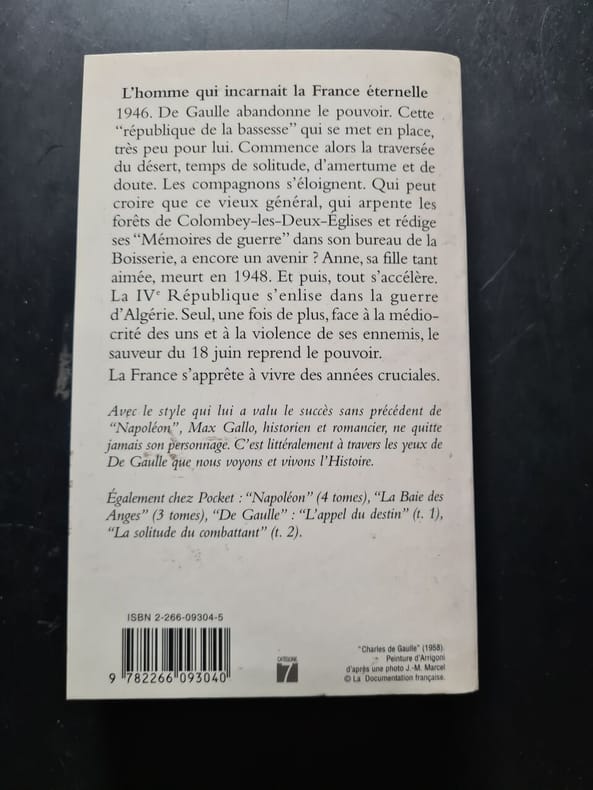 L'homme qui incarnait la France éternelle
1946. De Gaulle abandonne le pouvoir. Cette
“république de la bassesse” qui se met en place,
très peu pour lui. Commence alors la traversée
du désert, temps de solitude, d'amertume et de
doute. Les compagnons s'éloignent. Qui peut
croire que ce vieux général, qui arpente les
forêts de Colombey-les-Deux-Églises et rédige
ses “Mémoires de guerre” dans son bureau de la
Boisserie, a encore un avenir ? Anne, sa fille tant
aimée, meurt en 1948. Et puis, tout s'accélère.
La IVe République s'enlise dans la guerre
d'Algérie. Seul, une fois de plus, face à la médio-
crité des uns et à la violence de ses ennemis, le
sauveur du 18 juin reprend le pouvoir.
La France s'apprête à vivre des années cruciales.
Avec le style qui lui a valu le succès sans précédent de
“Napoléon”, Max Gallo, historien et romancier, ne quitte
jamais son personnage. C'est littéralement à travers les yeux de
De Gaulle que nous voyons et vivons l'Histoire.
Également chez Pocket : “Napoléon” (4 tomes), “La Baie des
Anges” (3 tomes), “De Gaulle” : “L'appel du destin” (t. 1),
“La solitude du combattant” (t. 2).
ISBN 2-266-09304-5
9 782266 093040
CATÉGORIE
7
"Charles de Gaulle" (1958).
Peinture d'Arrigoni
d'après une photo J.-M. Marcel
© La Documentation française.